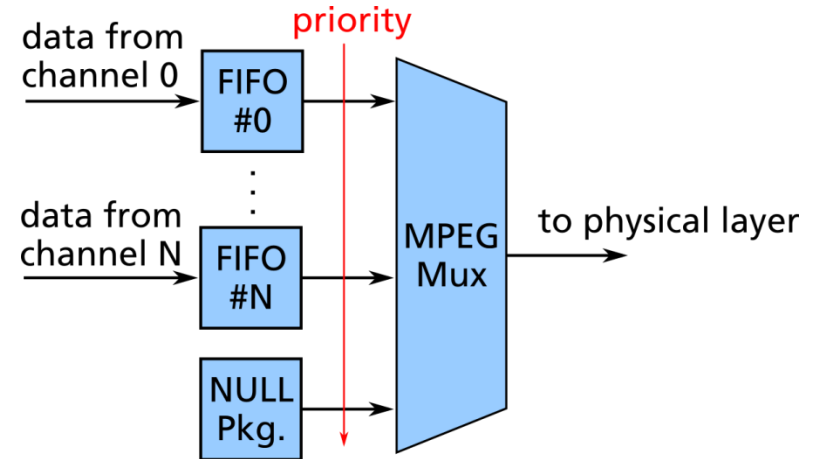 priority
data from
channel 0
FIFO
#0
data from
channel N
FIFO
#N
NULL
Pkg.
MPEG
Mux
to physical layer